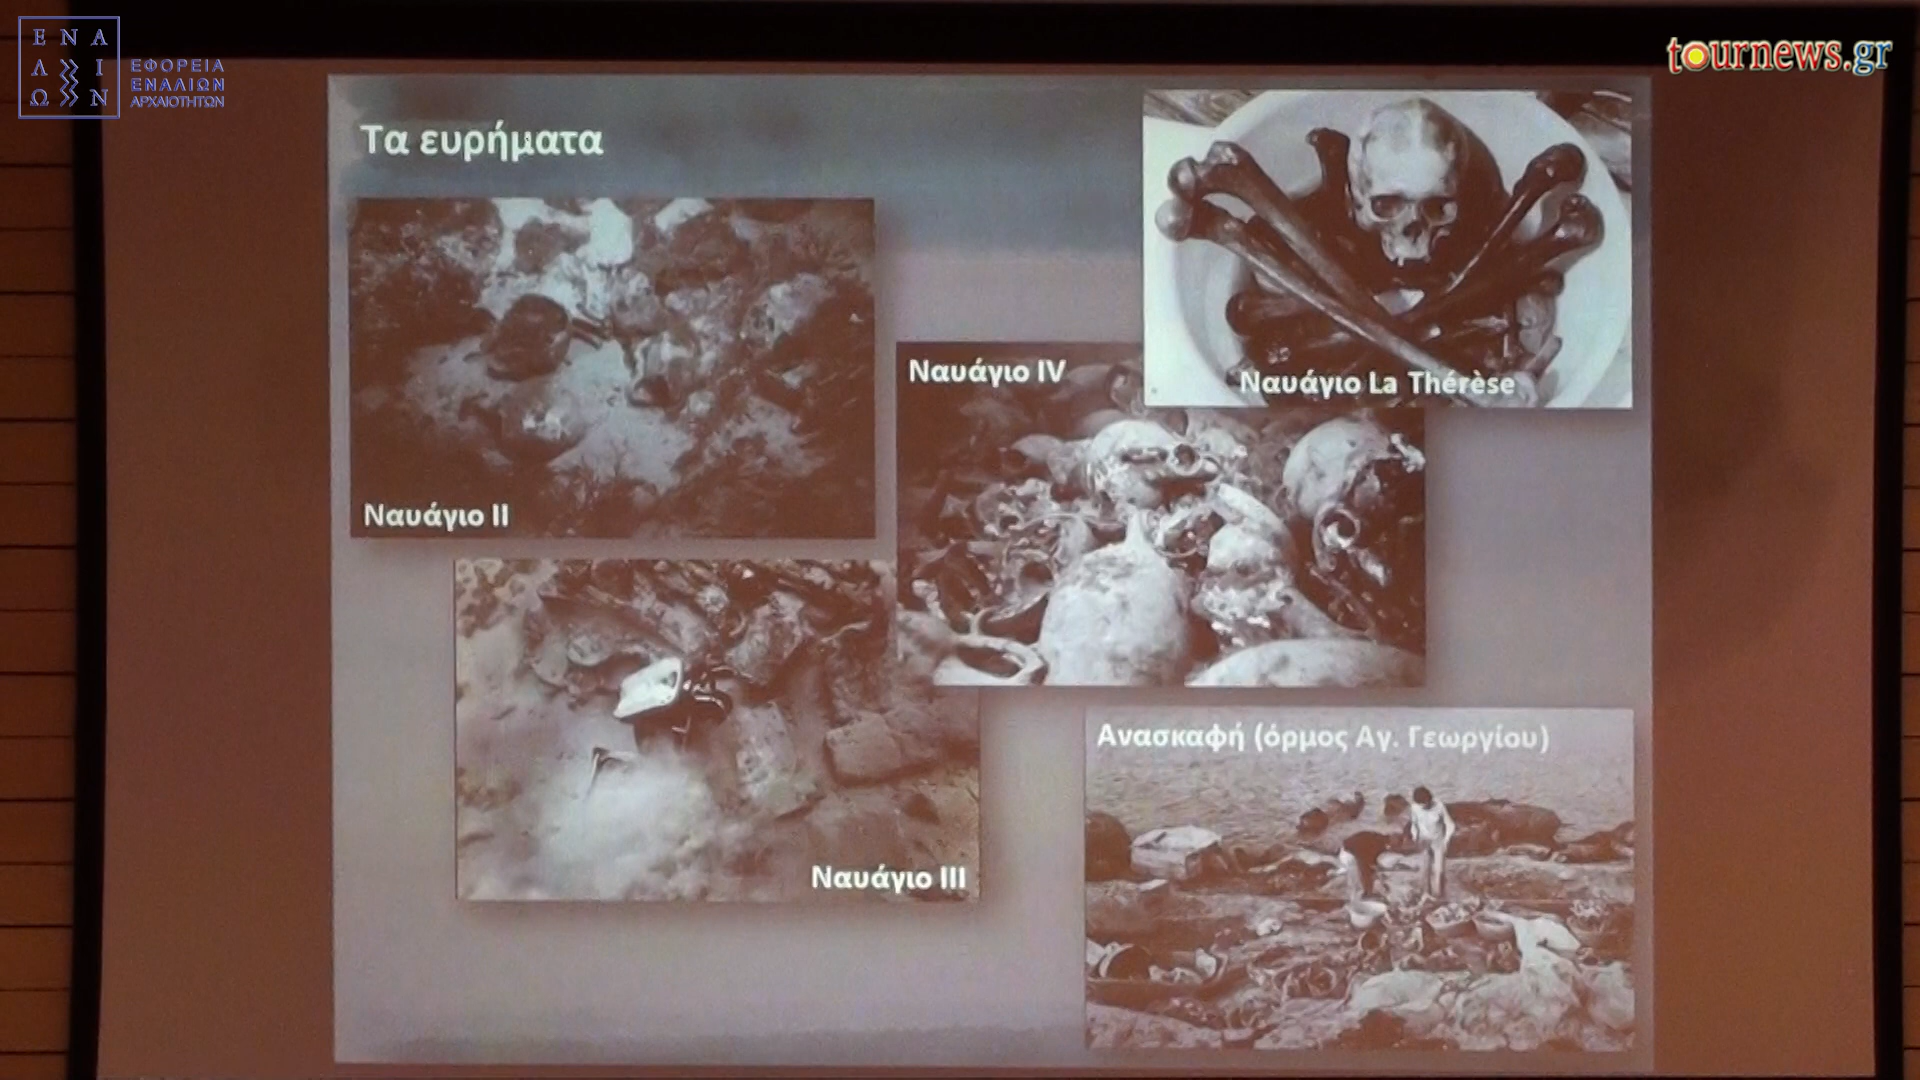 ΕΝΑ
ΛΙ
ΩΝ
ΕΦΟΡΕΙΑ
ΕΝΑΛΙΩΝ
ΑΡΧΑΙΟΤΗΤΩΝ
tournews.gr
Τα ευρήματα
Ναυάγιο II
Ναυάγιο IV
Ναυάγιο La Thérèse
Ναυάγιο III
Ανασκαφή (όρμος Αγ. Γεωργίου)